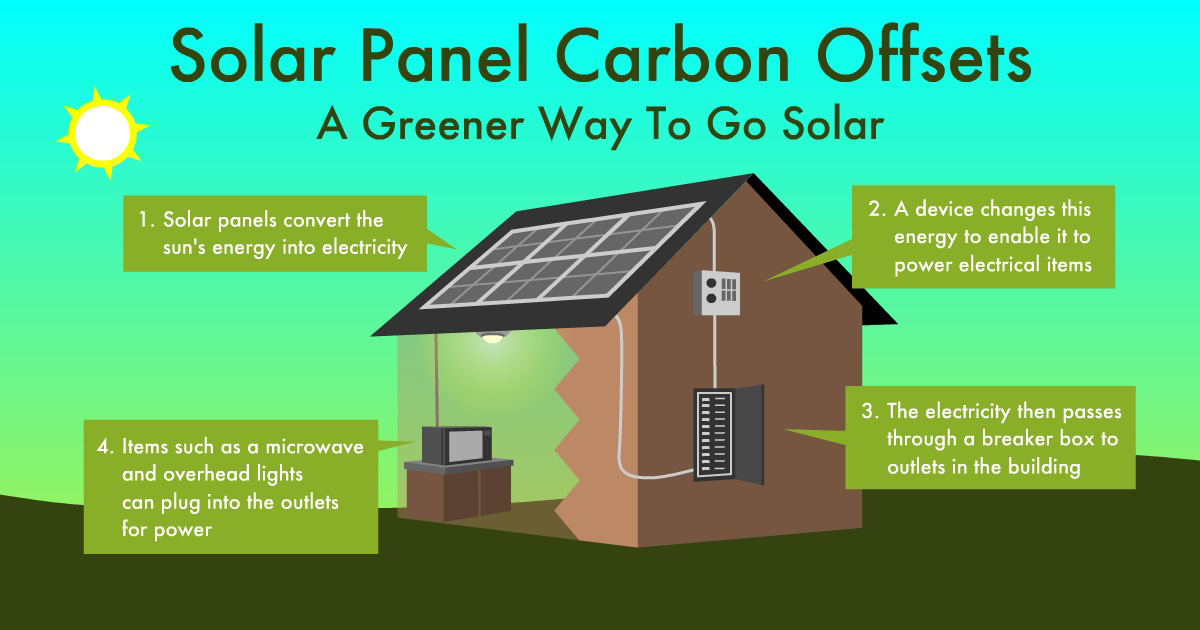 Solar Panel Carbon Offsets
A Greener Way To Go Solar
1. Solar panels convert the
sun's energy into electricity
2. A device changes this
energy to enable it to
power electrical items
3. The electricity then passes
through a breaker box to
outlets in the building
4. Items such as a microwave
and overhead lights
can plug into the outlets
for power